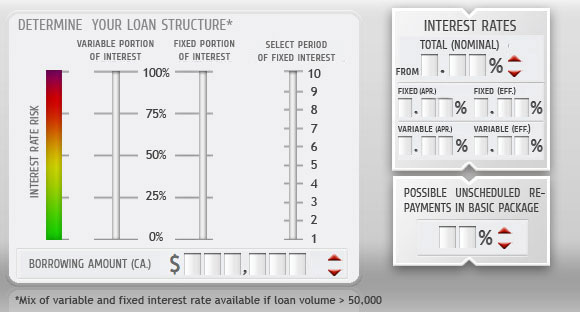 DETERMINE YOUR LOAN STRUCTURE*
VARIABLE PORTION
OF INTEREST
FIXED PORTION
OF INTEREST
SELECT PERIOD
OF FIXED INTEREST
INTEREST RATE RISK
100%
75%
50%
25%
0%
10
9
8
7
6
5
4
3
2
1
BORROWING AMOUNT (CA.) $ ,
*Mix of variable and fixed interest rate available if loan volume > 50,000
INTEREST RATES
TOTAL (NOMINAL)
FROM . %
FIXED (APR.) FIXED (EFF.)
. % . %
VARIABLE (APR.) VARIABLE (EFF.)
. % . %
POSSIBLE UNSCHEDULED RE-
PAYMENTS IN BASIC PACKAGE
%